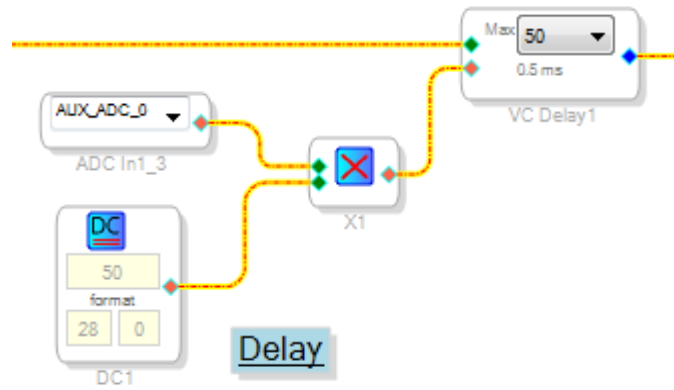 Max
50
0.5 ms
VC Delay1
AUX_ADC_0
ADC In1_3
X1
DC
50
format
28 0
DC1
Delay